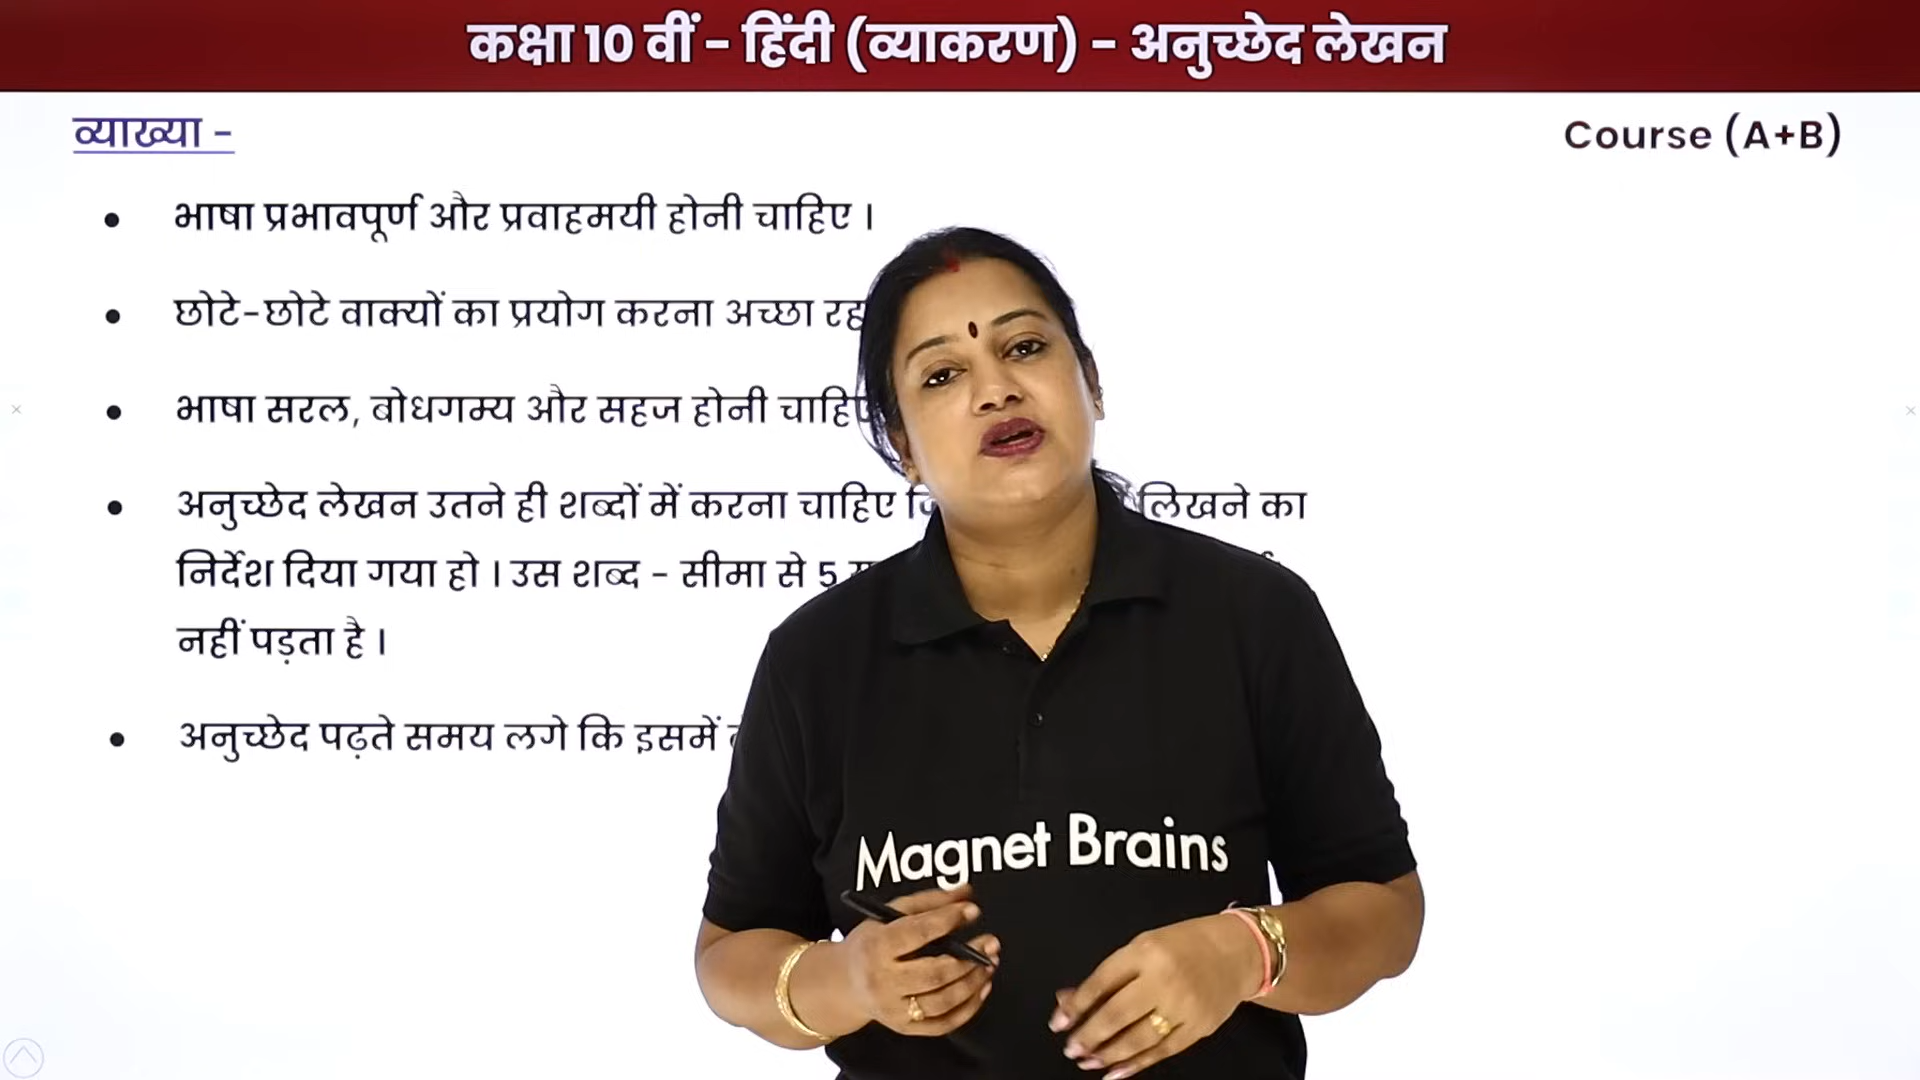 कक्षा 10 वीं - हिंदी (व्याकरण) - अनुच्छेद लेखन
व्याख्या -
Course (A+B)
• भाषा प्रभावपूर्ण और प्रवाहमयी होनी चाहिए ।
• छोटे-छोटे वाक्यों का प्रयोग करना अच्छा
• भाषा सरल, बोधगम्य और सहज होनी चाहिए
• अनुच्छेद लेखन उतने ही शब्दों में करना चाहिए लिखने का
निर्देश दिया गया हो । उस शब्द - सीमा से 5
नहीं पड़ता है ।
• अनुच्छेद पढ़ते समय लगे कि इसमें
Magnet Brains